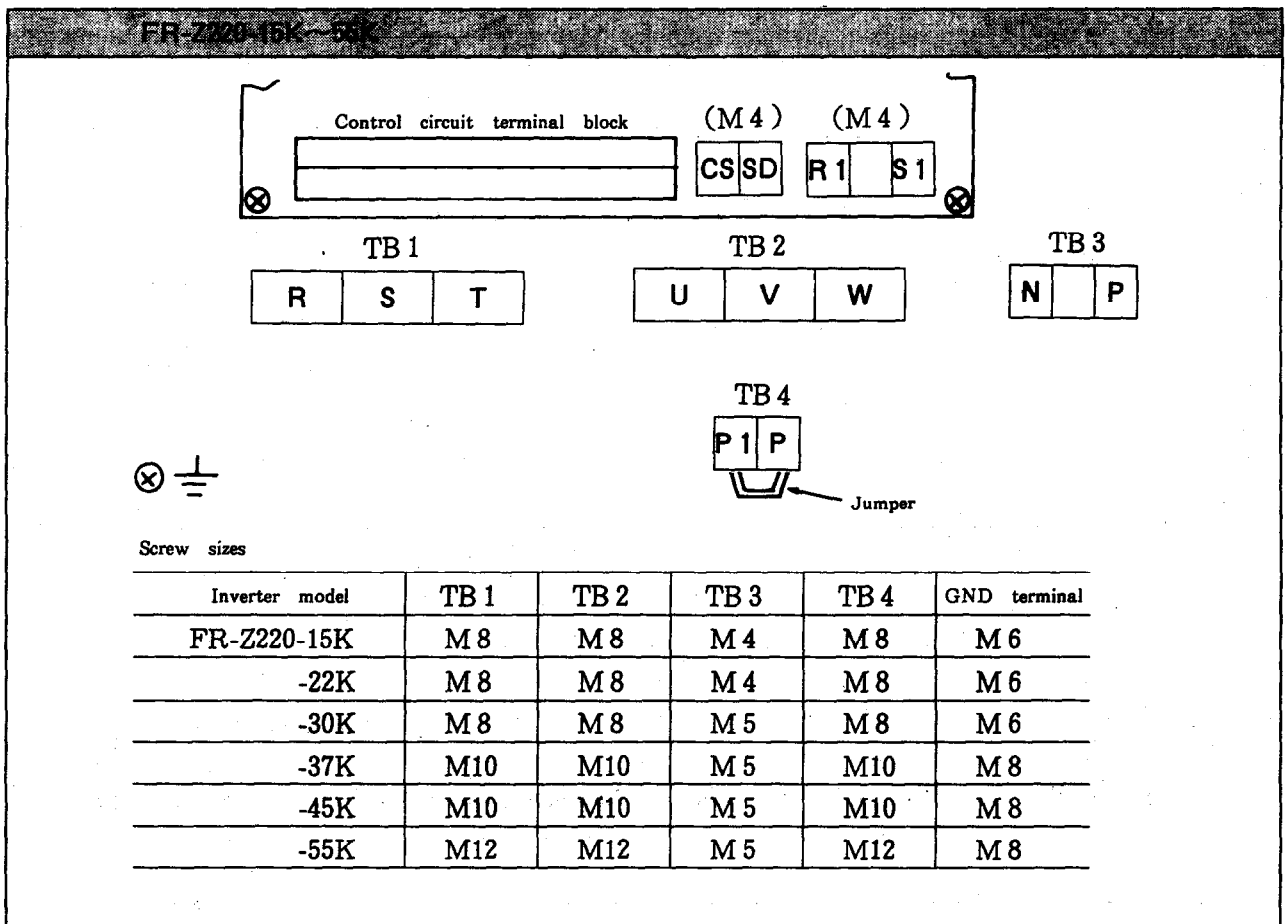 FR-Z220-15K～55K
Control circuit terminal block (M4) (M4)
CS SD R1 S1
TB1 TB2 TB3
R S T U V W N P
TB4
P1 P
Jumper
Screw sizes
Inverter model TB1 TB2 TB3 TB4 GND terminal
FR-Z220-15K M8 M8 M4 M8 M6
-22K M8 M8 M4 M8 M6
-30K M8 M8 M5 M8 M6
-37K M10 M10 M5 M10 M8
-45K M10 M10 M5 M10 M8
-55K M12 M12 M5 M12 M8